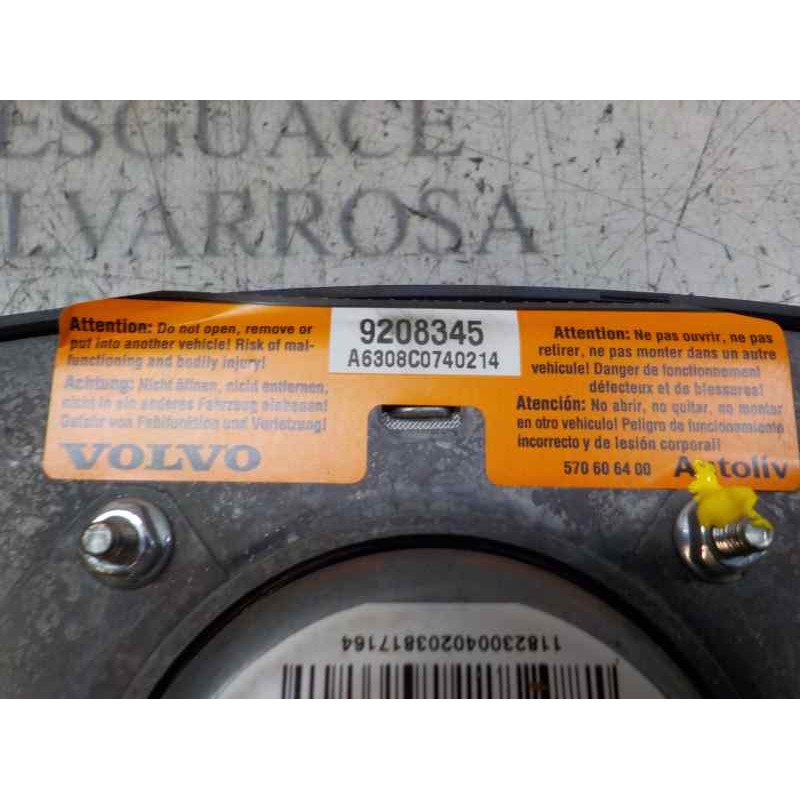 ESGUACE
LVARROSA
Attention: Do not open, remove or
put into another vehicle! Risk of mal-
functioning and bodily injury!
Achtung: Nicht öffnen, nicht entfernen,
nicht in ein anderes Fahrzeug einbauen!
Gefahr von Fehlfunktion und Verletzung!
VOLVO
9208345
A6308C0740214
Attention: Ne pas ouvrir, ne pas
retirer, ne pas monter dans un autre
vehicule! Danger de fonctionnement
défecteux et de blessures!
Atención: No abrir, no quitar, no montar
en otro vehículo! Peligro de funcionamiento
incorrecto y de lesión corporal!
570 60 64 00 Autoliv
118230040203817164